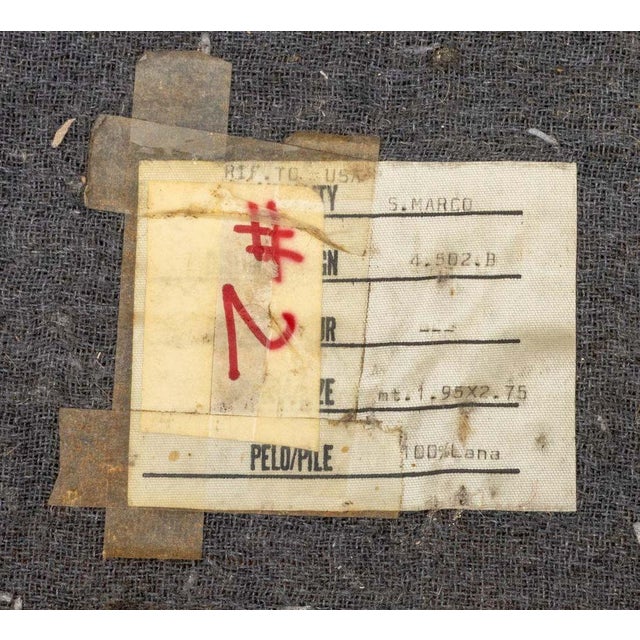 RIF.TO USA
TY S.MARCO
#
GN 4.502.B
2
UR ---
ZE mt.1.95X2.75
PELO/PILE 100%Lana